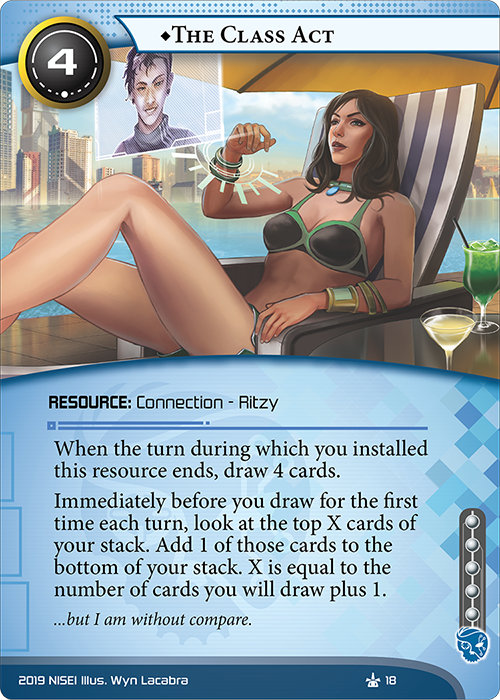 4
♦The Class Act
RESOURCE: Connection - Ritzy
When the turn during which you installed
this resource ends, draw 4 cards.
Immediately before you draw for the first
time each turn, look at the top X cards of
your stack. Add 1 of those cards to the
bottom of your stack. X is equal to the
number of cards you will draw plus 1.
...but I am without compare.
2019 NISEI Illus. Wyn Lacabra
18